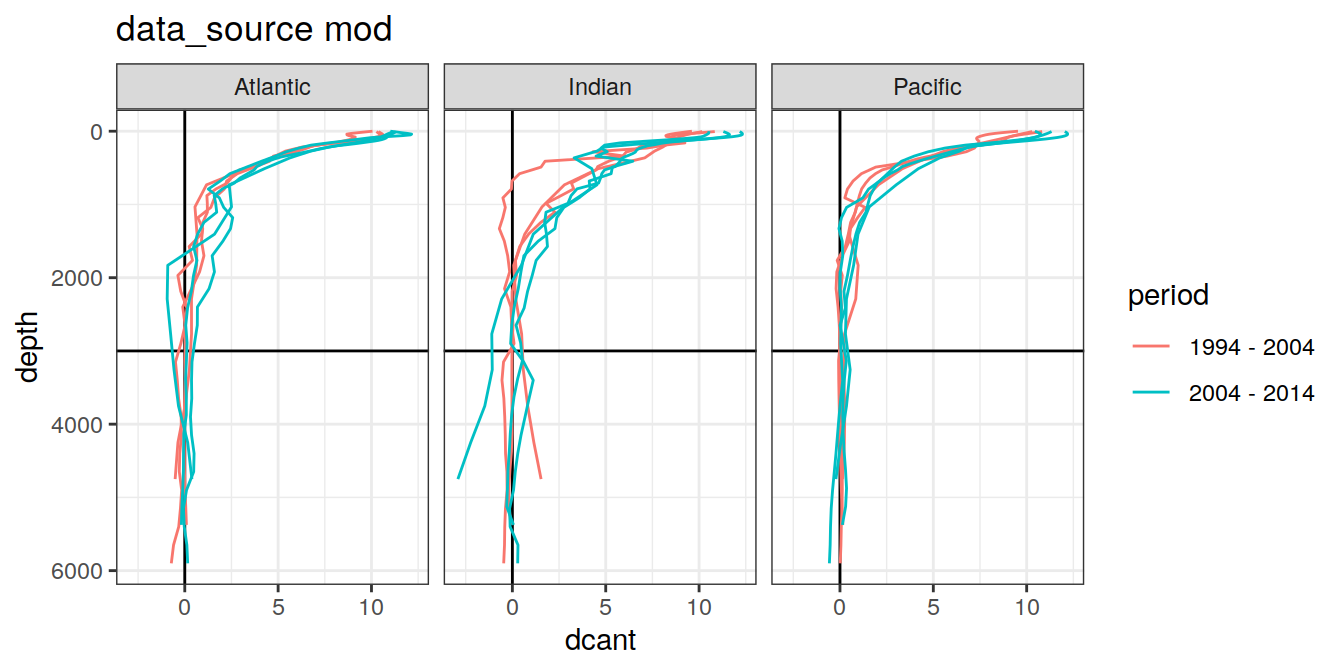 data_source mod
Atlantic Indian Pacific
0
2000
4000
6000
depth
0 5 10 0 5 10 0 5 10
dcant
period
1994 - 2004
2004 - 2014